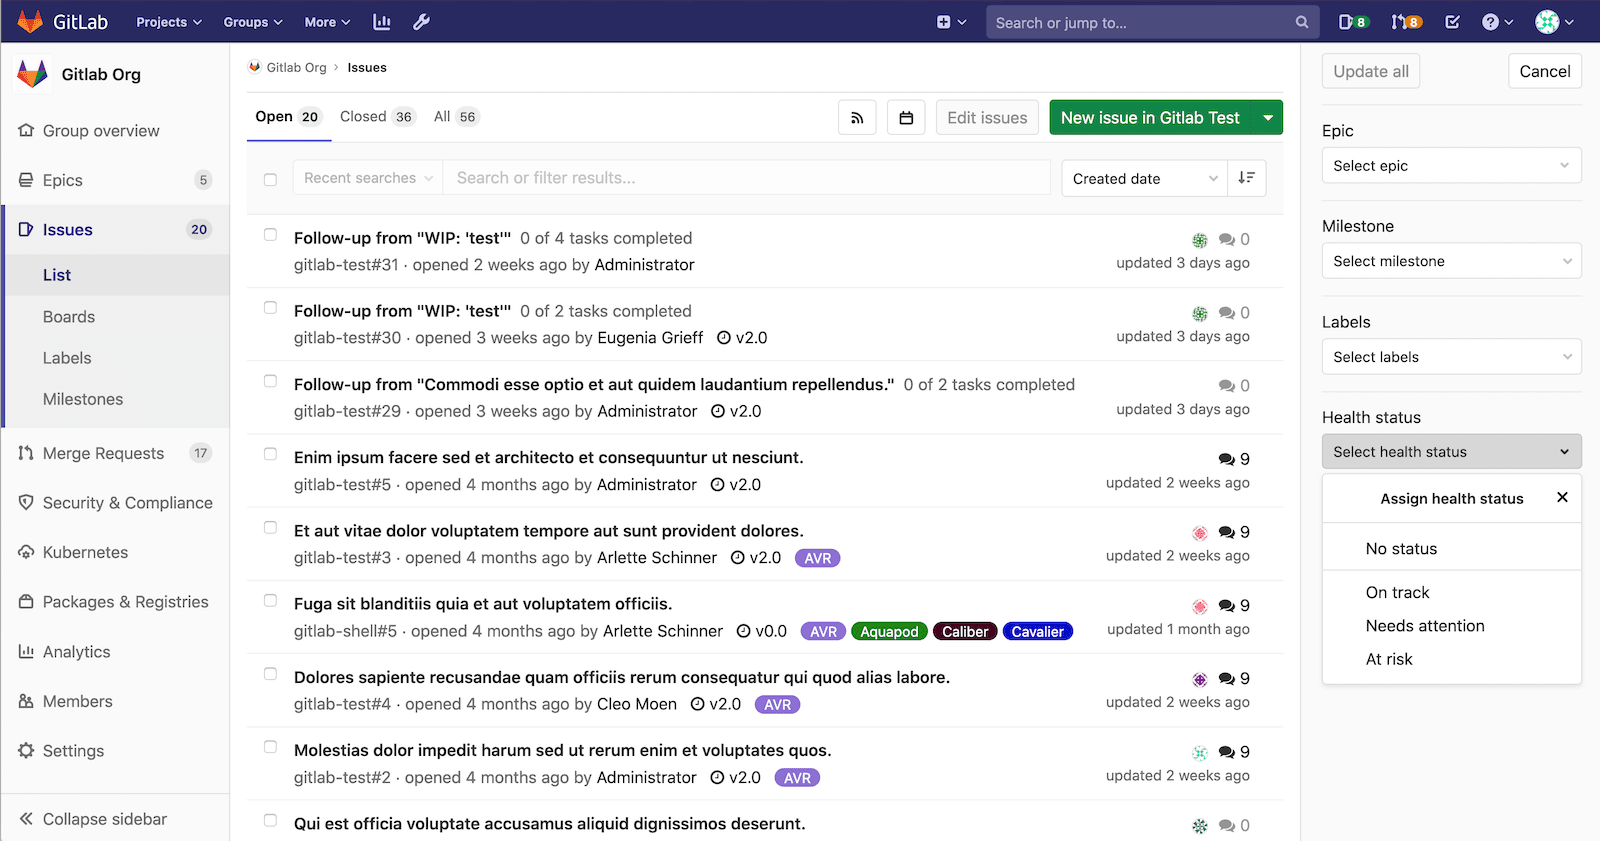 GitLab Projects Groups More Search or jump to... 8 8
Gitlab Org
Group overview
Epics 5
Issues 20
List
Boards
Labels
Milestones
Merge Requests 17
Security & Compliance
Kubernetes
Packages & Registries
Analytics
Members
Settings
Collapse sidebar
Gitlab Org › Issues
Open 20 Closed 36 All 56
Edit issues New issue in Gitlab Test
Recent searches Search or filter results... Created date
Follow-up from "WIP: 'test'" 0 of 4 tasks completed 0
gitlab-test#31 · opened 2 weeks ago by Administrator updated 3 days ago
Follow-up from "WIP: 'test'" 0 of 2 tasks completed 0
gitlab-test#30 · opened 3 weeks ago by Eugenia Grieff v2.0 updated 3 days ago
Follow-up from "Commodi esse optio et aut quidem laudantium repellendus." 0 of 2 tasks completed 0
gitlab-test#29 · opened 3 weeks ago by Administrator v2.0 updated 3 days ago
Enim ipsum facere sed et architecto et consequuntur ut nesciunt. 9
gitlab-test#5 · opened 4 months ago by Administrator v2.0 updated 2 weeks ago
Et aut vitae dolor voluptatem tempore aut sunt provident dolores. 9
gitlab-test#3 · opened 4 months ago by Arlette Schinner v2.0 AVR updated 2 weeks ago
Fuga sit blanditiis quia et aut voluptatem officiis. 9
gitlab-shell#5 · opened 4 months ago by Arlette Schinner v0.0 AVR Aquapod Caliber Cavalier updated 1 month ago
Dolores sapiente recusandae quam officiis rerum consequatur qui quod alias labore. 9
gitlab-test#4 · opened 4 months ago by Cleo Moen v2.0 AVR updated 2 weeks ago
Molestias dolor impedit harum sed ut rerum enim et voluptates quos. 9
gitlab-test#2 · opened 4 months ago by Administrator v2.0 AVR updated 2 weeks ago
Qui est officia voluptate accusamus aliquid dignissimos deserunt. 0
Update all Cancel
Epic
Select epic
Milestone
Select milestone
Labels
Select labels
Health status
Select health status
Assign health status
No status
On track
Needs attention
At risk